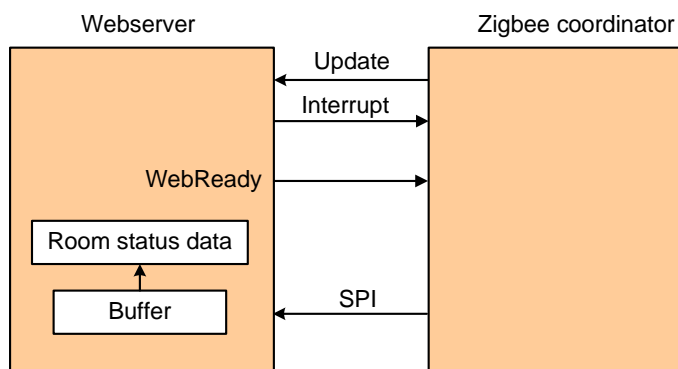 Webserver
Zigbee coordinator
Update
Interrupt
WebReady
Room status data
Buffer
SPI